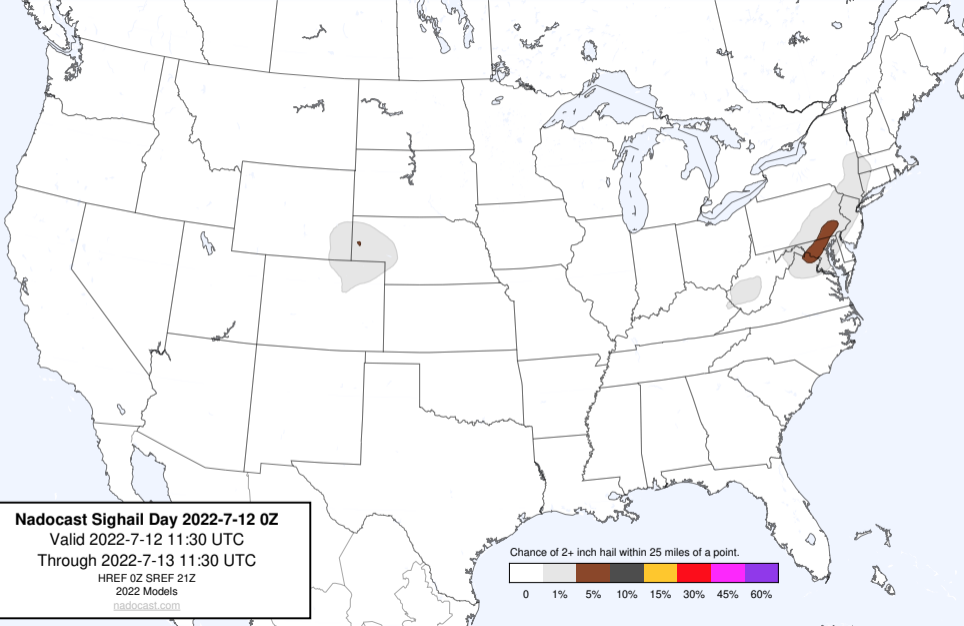 Nadocast Sighail Day 2022-7-12 0Z
Valid 2022-7-12 11:30 UTC
Through 2022-7-13 11:30 UTC
HREF 0Z SREF 21Z
2022 Models
nadocast.com
Chance of 2+ inch hail within 25 miles of a point.
0 1% 5% 10% 15% 30% 45% 60%